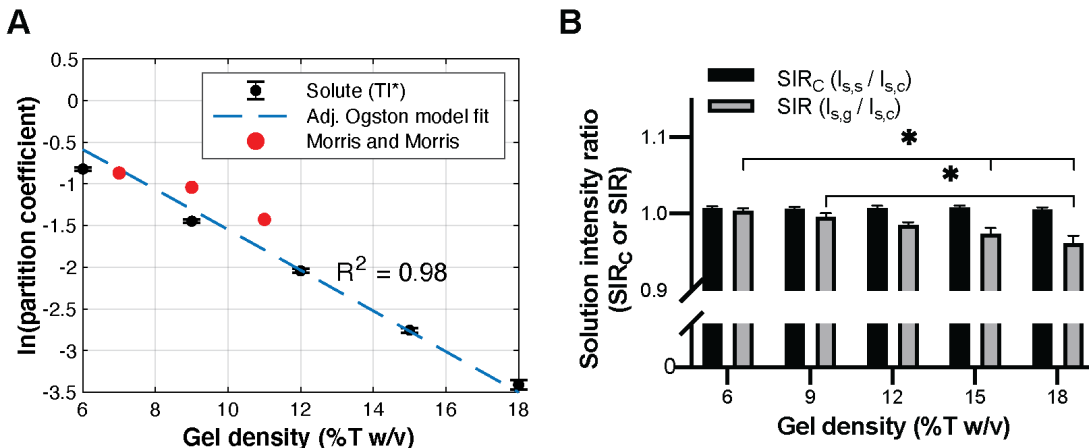 A
ln(partition coefficient)
0.5
0
-0.5
-1
-1.5
-2
-2.5
-3
-3.5
Solute (TI*)
Adj. Ogston model fit
Morris and Morris
R² = 0.98
6
8
10
12
14
16
18
Gel density (%T w/v)
B
SIR_C (I_s,s / I_s,c)
SIR (I_s,g / I_s,c)
Solution intensity ratio
(SIR_C or SIR)
1.1
1.0
0.9
0
*
*
6
9
12
15
18
Gel density (%T w/v)